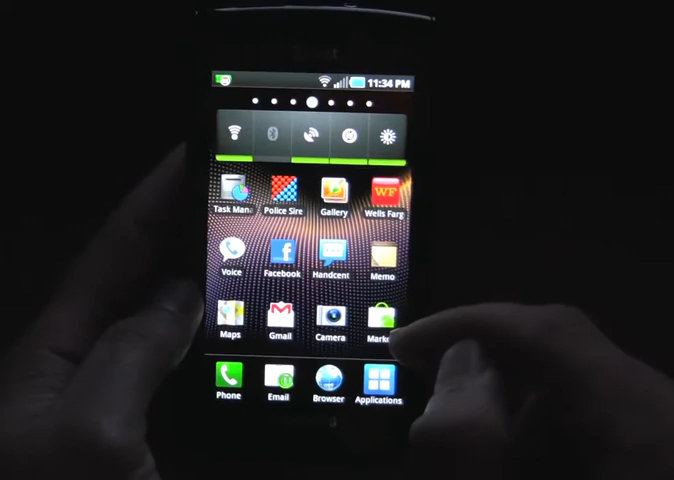 11:34 PM
Task Mana
Police Sire
Gallery
WF
Wells Farg
Voice
Facebook
Handcent
Memo
Maps
Gmail
Camera
Marke
Phone
Email
Browser
Applications